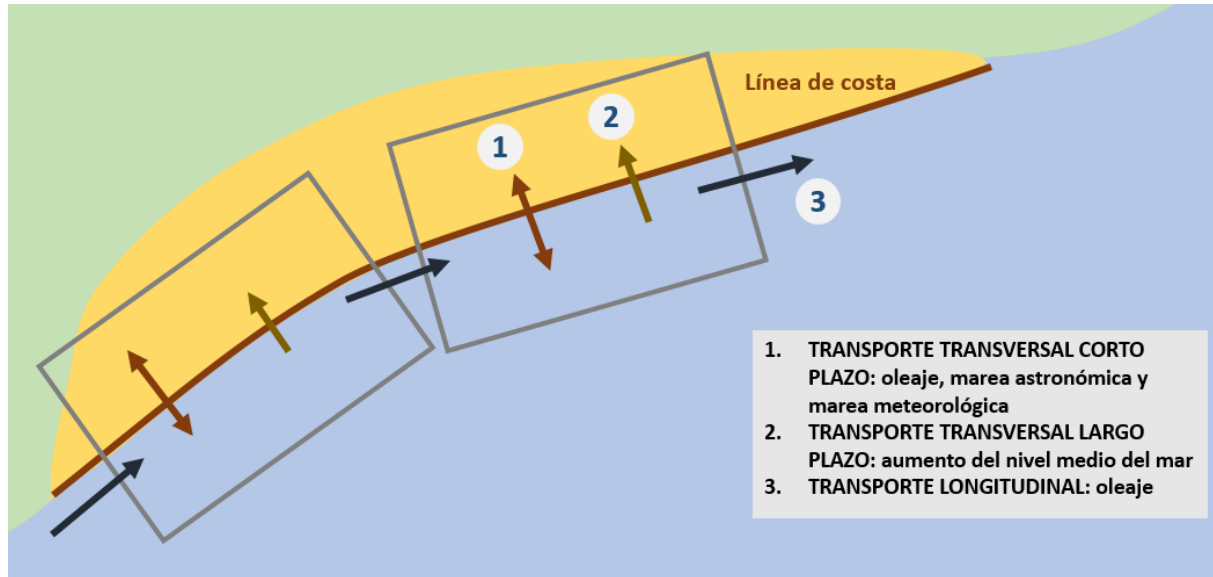 Línea de costa
1
2
3
1. TRANSPORTE TRANSVERSAL CORTO
PLAZO: oleaje, marea astronómica y
marea meteorológica
2. TRANSPORTE TRANSVERSAL LARGO
PLAZO: aumento del nivel medio del mar
3. TRANSPORTE LONGITUDINAL: oleaje